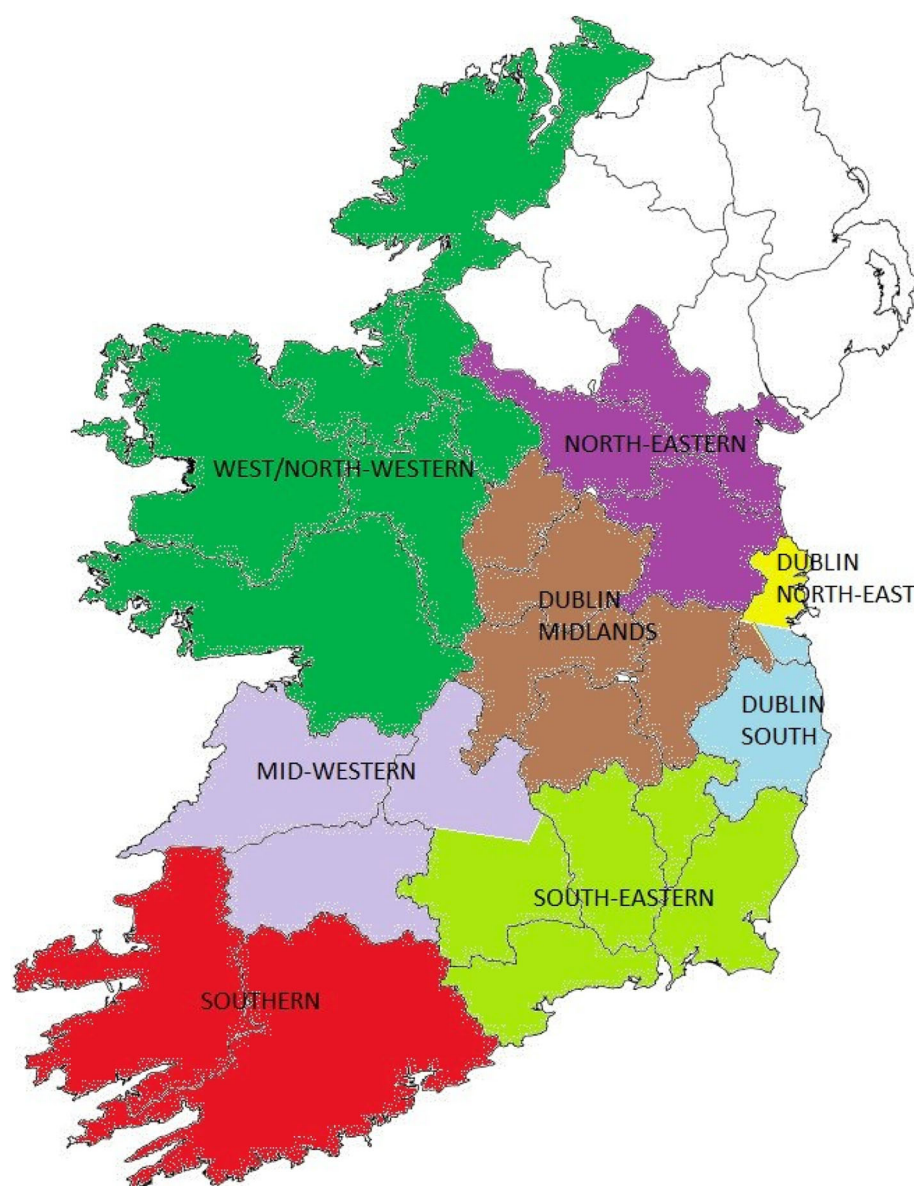 NORTH-EASTERN
WEST/NORTH-WESTERN
DUBLIN
NORTH-EAST
DUBLIN
MIDLANDS
DUBLIN
SOUTH
MID-WESTERN
SOUTH-EASTERN
SOUTHERN